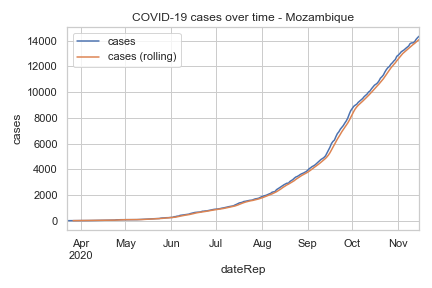 COVID-19 cases over time - Mozambique
cases
cases (rolling)
14000
12000
10000
8000
6000
4000
2000
0
cases
Apr May Jun Jul Aug Sep Oct Nov
2020
dateRep